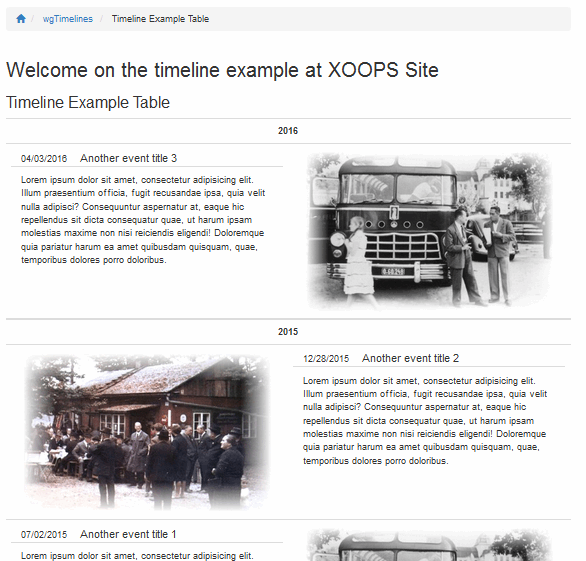 wgTimelines / Timeline Example Table
Welcome on the timeline example at XOOPS Site
Timeline Example Table
2016
04/03/2016 Another event title 3
Lorem ipsum dolor sit amet, consectetur adipisicing elit.
Illum praesentium officia, fugit recusandae ipsa, quia velit
nulla adipisci? Consequuntur aspernatur at, eaque hic
repellendus sit dicta consequatur quae, ut harum ipsam
molestias maxime non nisi reiciendis eligendi! Doloremque
quia pariatur harum ea amet quibusdam quisquam, quae,
temporibus dolores porro doloribus.
2015
12/28/2015 Another event title 2
Lorem ipsum dolor sit amet, consectetur adipisicing elit.
Illum praesentium officia, fugit recusandae ipsa, quia velit
nulla adipisci? Consequuntur aspernatur at, eaque hic
repellendus sit dicta consequatur quae, ut harum ipsam
molestias maxime non nisi reiciendis eligendi! Doloremque
quia pariatur harum ea amet quibusdam quisquam, quae,
temporibus dolores porro doloribus.
07/02/2015 Another event title 1
Lorem ipsum dolor sit amet, consectetur adipisicing elit.